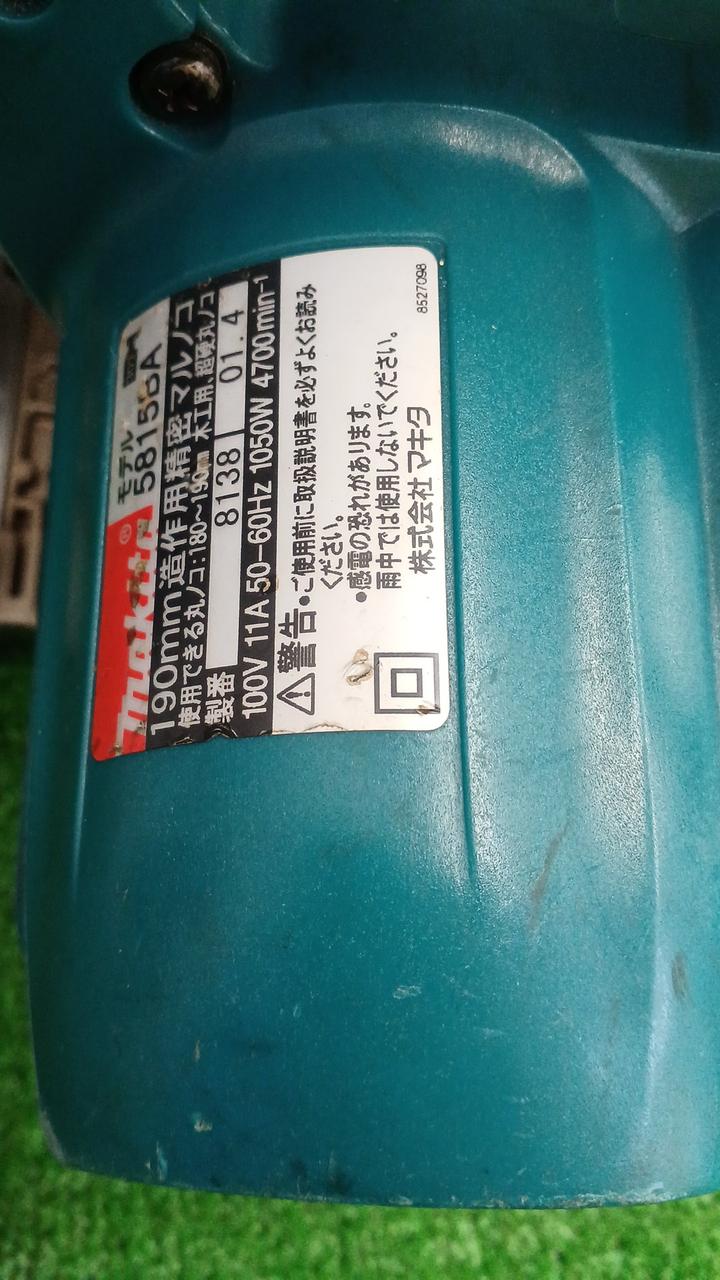 makita®
モデル 5815BA
190mm造作用精密マルノコ
使用できる丸ノコ:180〜190mm 木工用、超硬丸ノコ
製番 8138 01.4
100V 11A 50-60Hz 1050W 4700min⁻¹
警告 •ご使用前に取扱説明書を必ずよくお読み
ください。
•感電の恐れがあります。
雨中では使用しないでください。
株式会社 マキタ
852709B